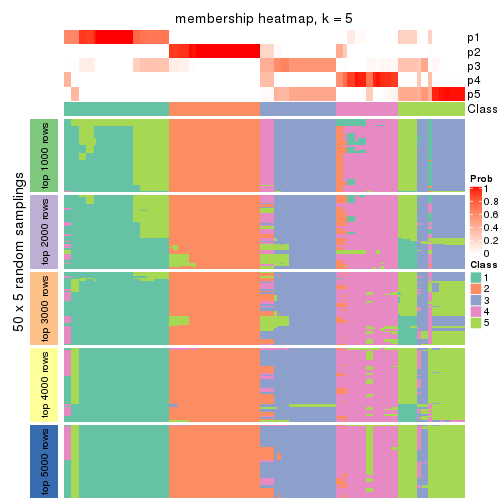 membership heatmap, k = 5
p1
p2
p3
p4
p5
Class
50 x 5 random samplings
top 1000 rows
top 2000 rows
top 3000 rows
top 4000 rows
top 5000 rows
Prob
1
0.8
0.6
0.4
0.2
0
Class
1
2
3
4
5